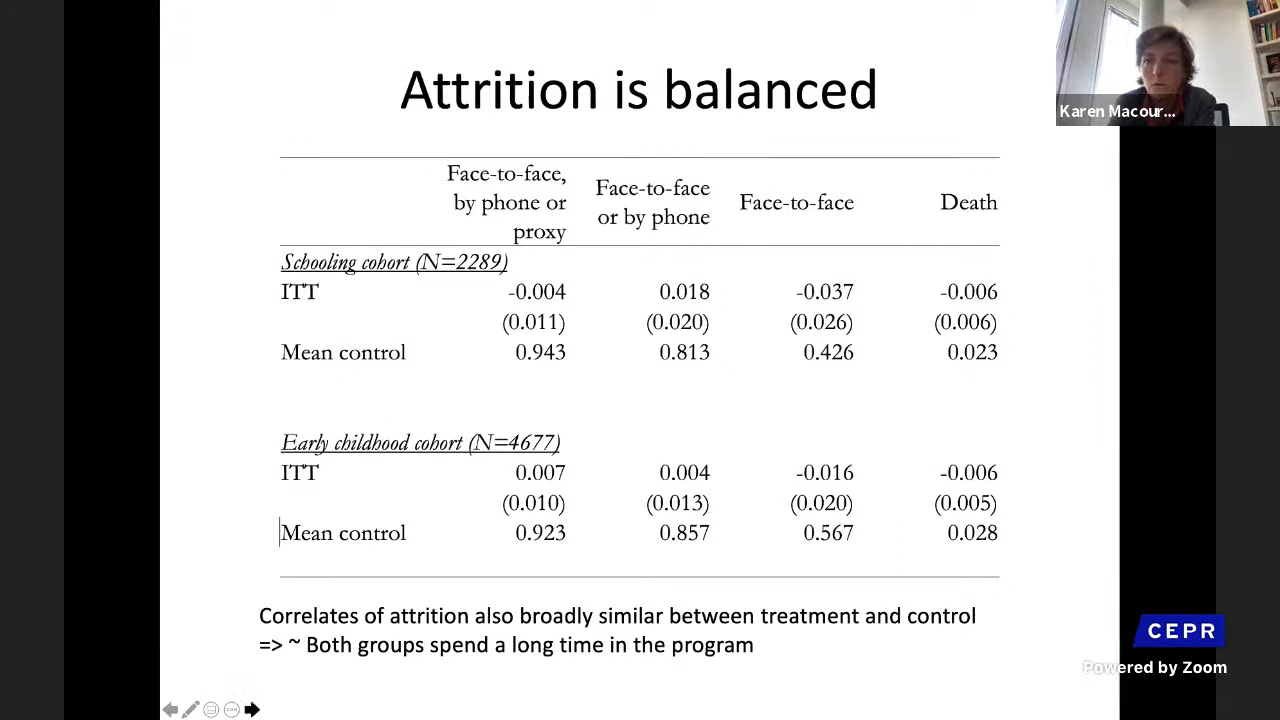 Attrition is balanced
Karen Macour...
Face-to-face, by phone or proxy Face-to-face or by phone Face-to-face Death
Schooling cohort (N=2289)
ITT -0.004 0.018 -0.037 -0.006
(0.011) (0.020) (0.026) (0.006)
Mean control 0.943 0.813 0.426 0.023
Early childhood cohort (N=4677)
ITT 0.007 0.004 -0.016 -0.006
(0.010) (0.013) (0.020) (0.005)
Mean control 0.923 0.857 0.567 0.028
Correlates of attrition also broadly similar between treatment and control
=> ~ Both groups spend a long time in the program
CEPR
Powered by Zoom